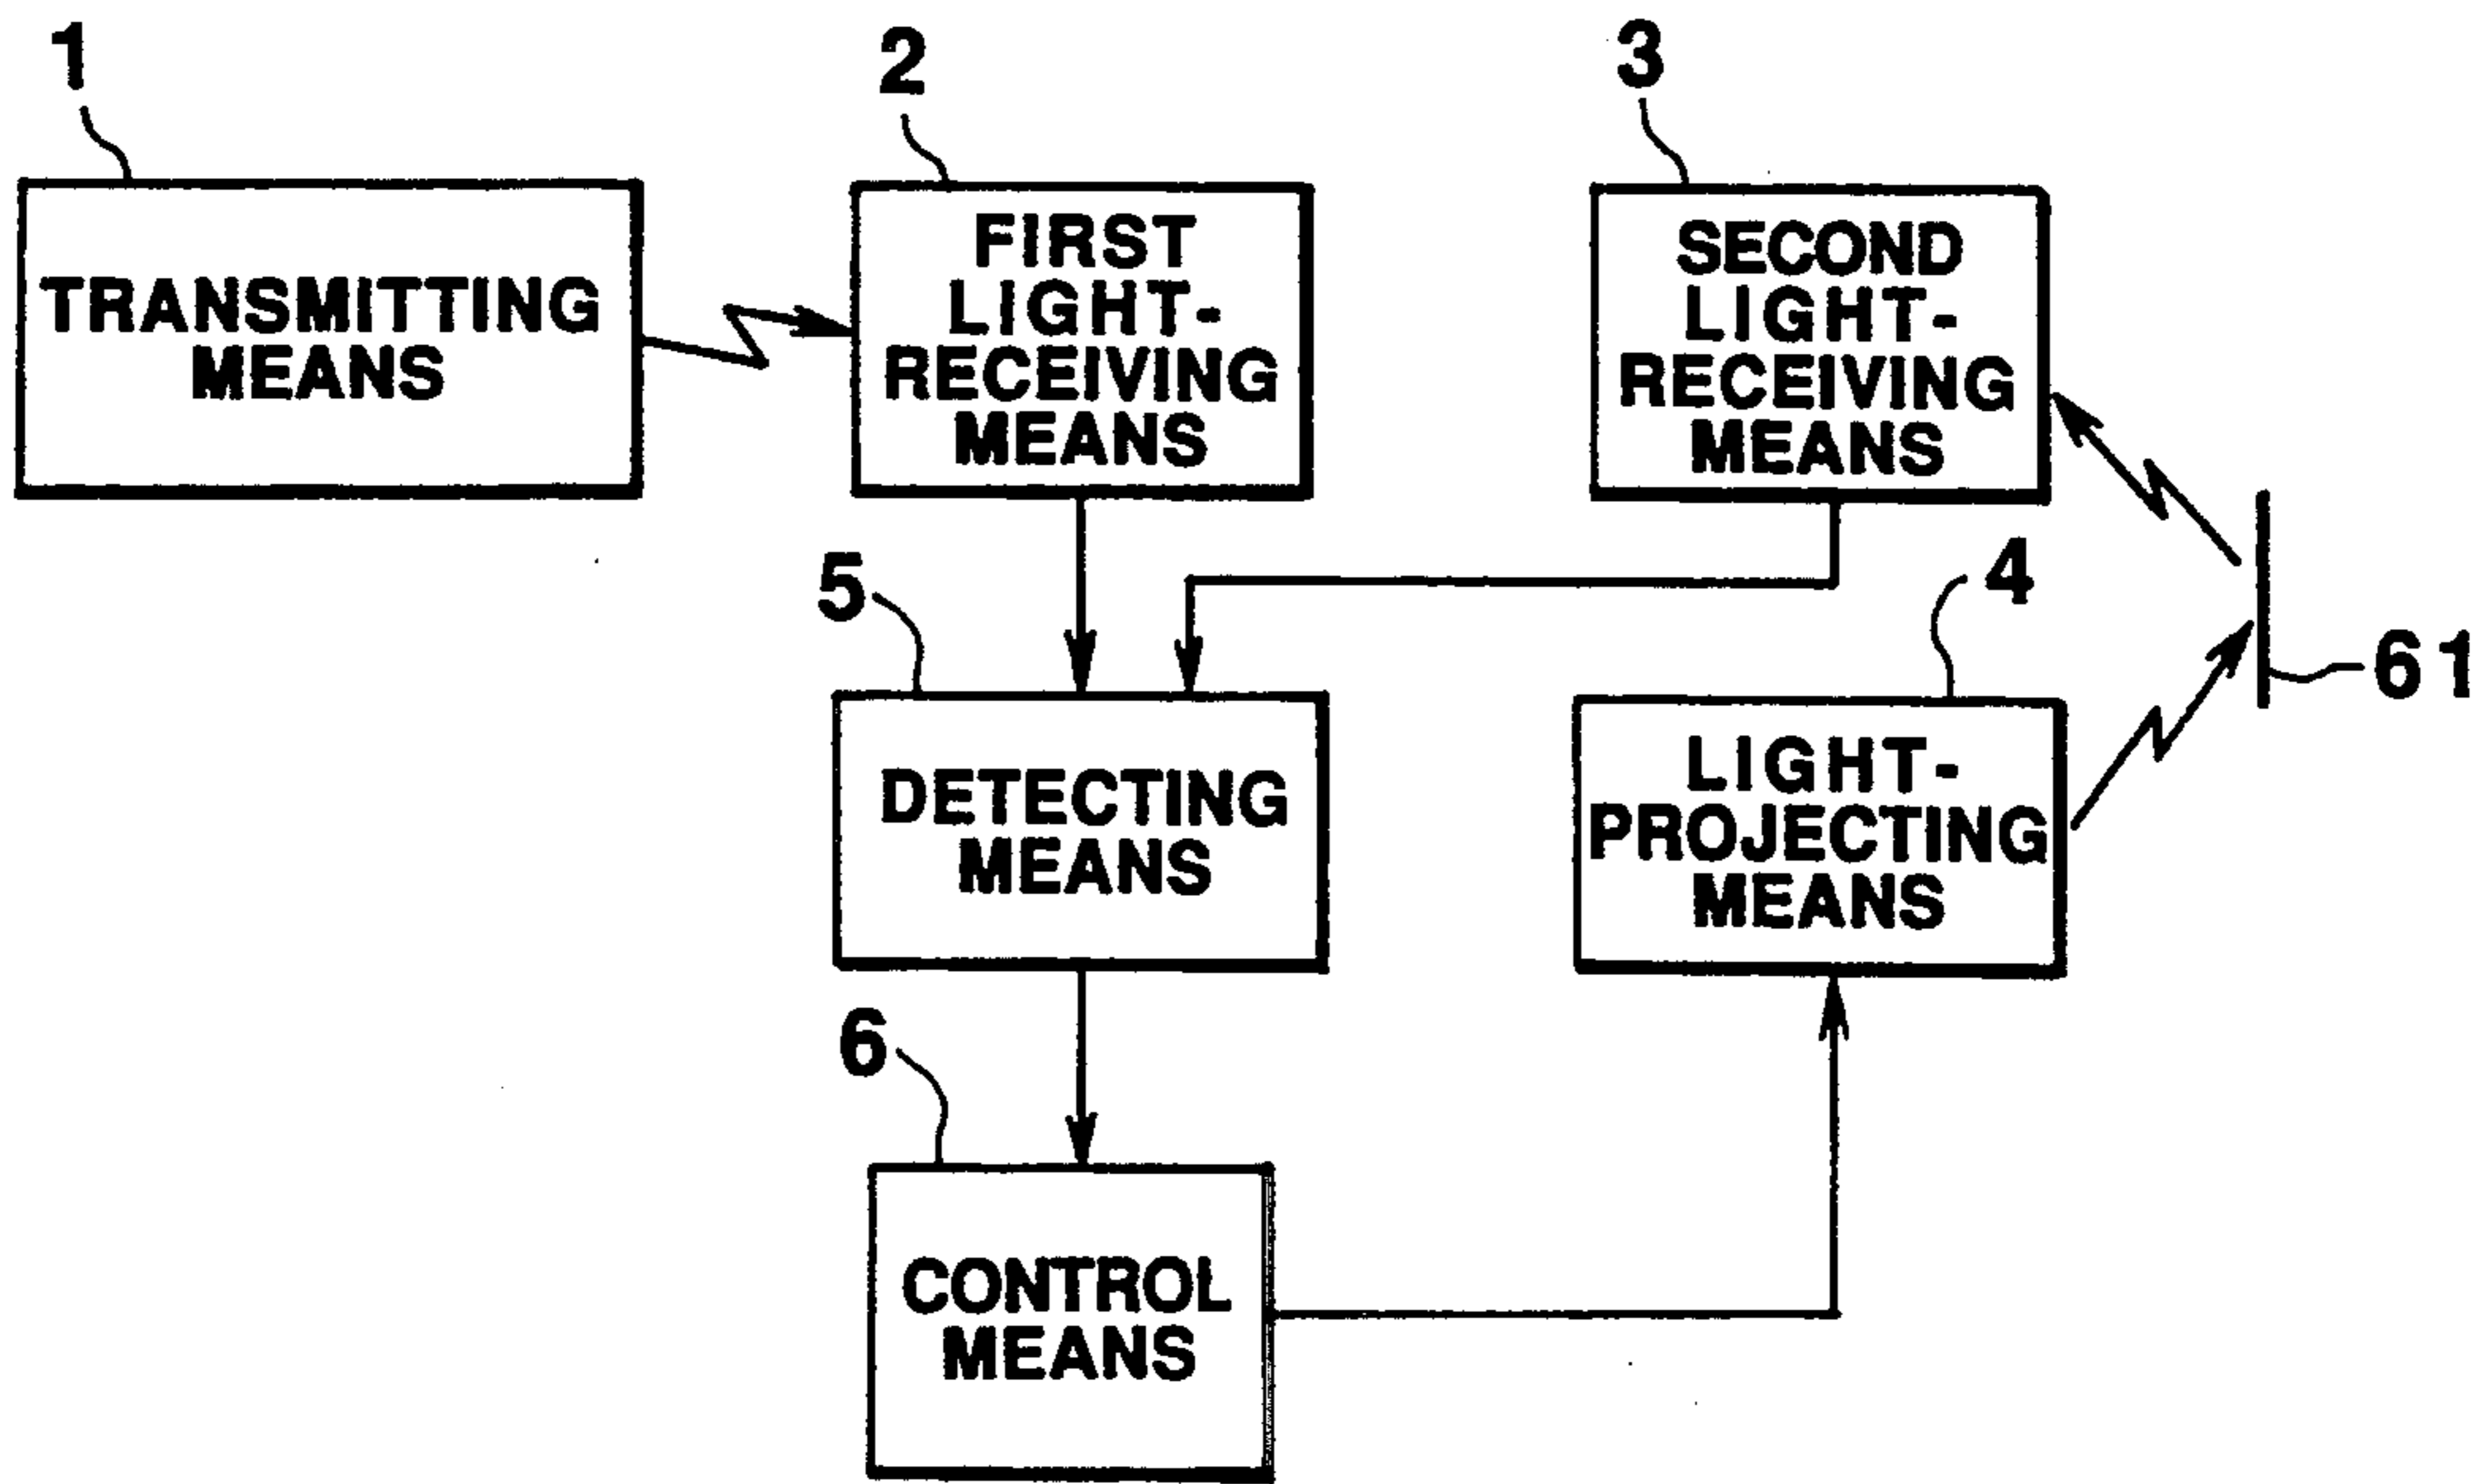 1
2
3
TRANSMITTING
MEANS
FIRST
LIGHT-
RECEIVING
MEANS
SECOND
LIGHT-
RECEIVING
MEANS
5
4
61
DETECTING
MEANS
LIGHT-
PROJECTING
MEANS
6
CONTROL
MEANS